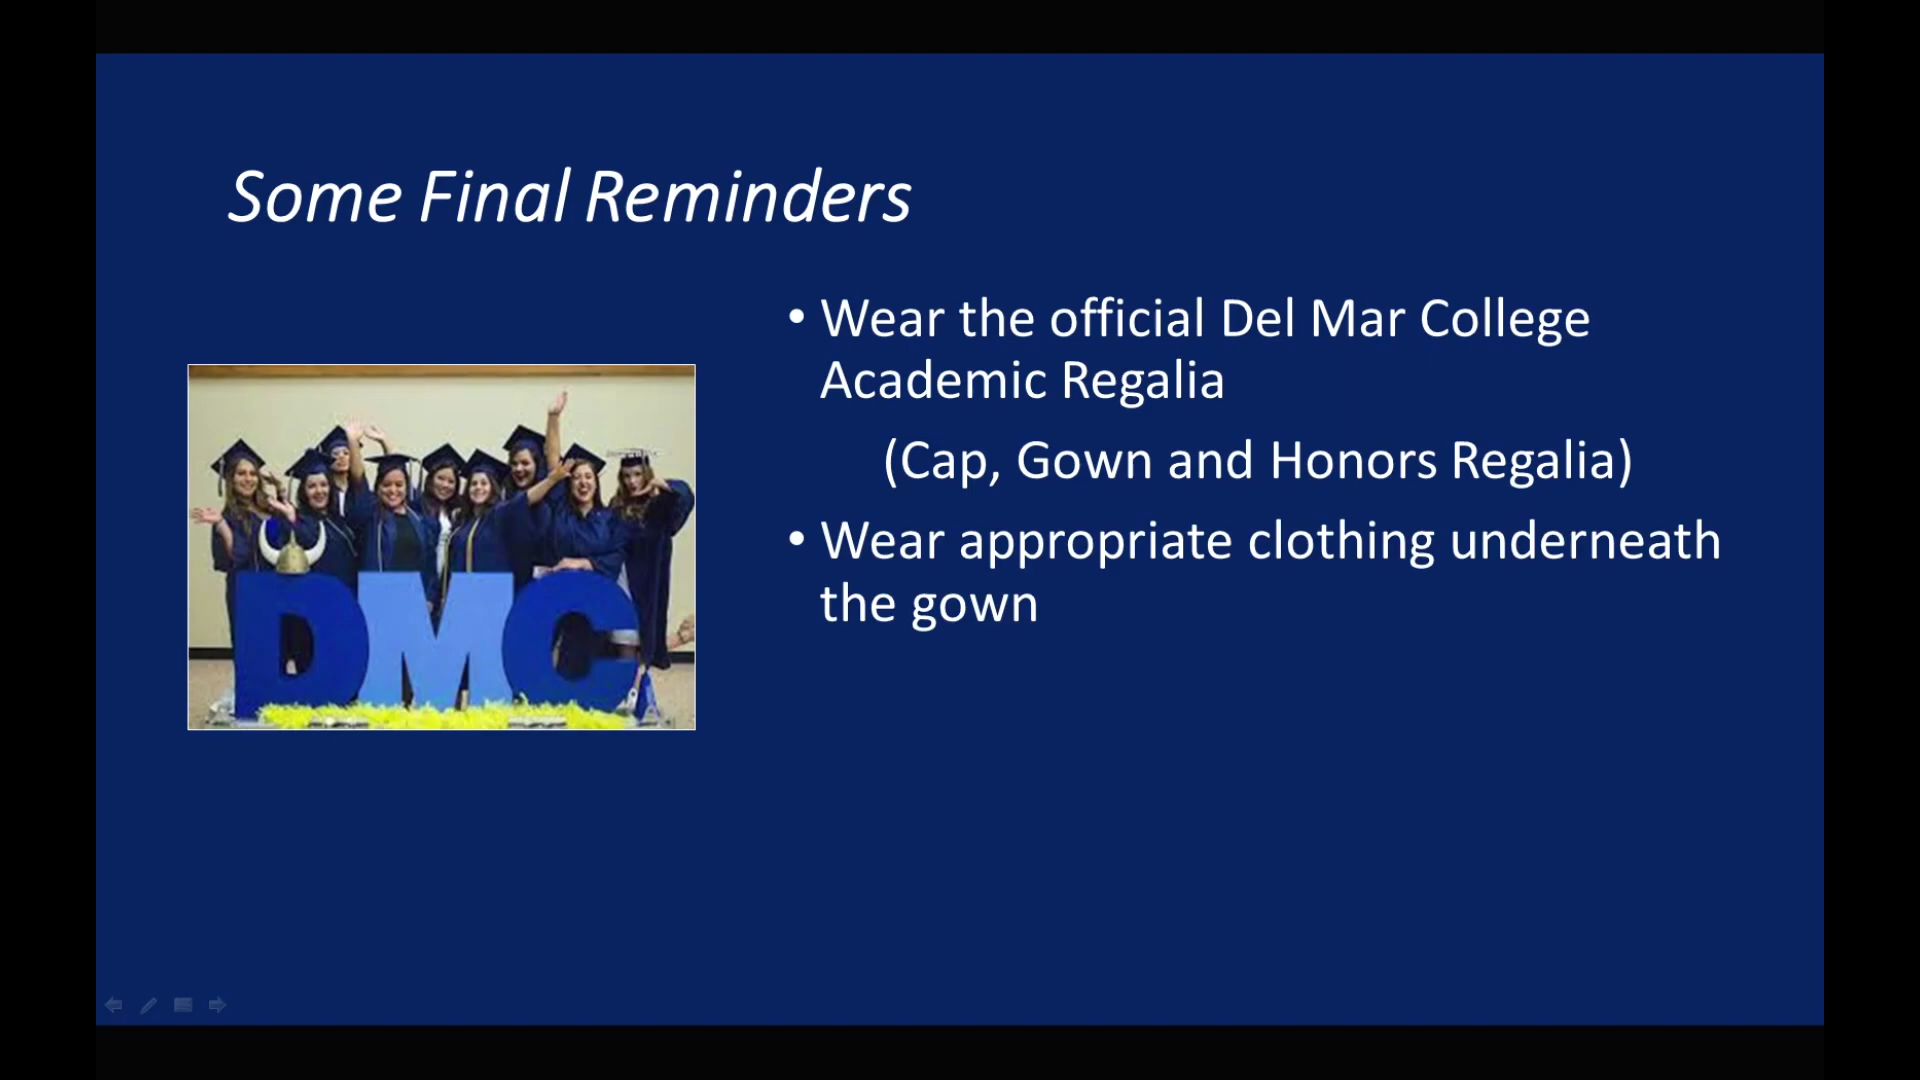 Some Final Reminders
• Wear the official Del Mar College
Academic Regalia
(Cap, Gown and Honors Regalia)
• Wear appropriate clothing underneath
the gown
DMC